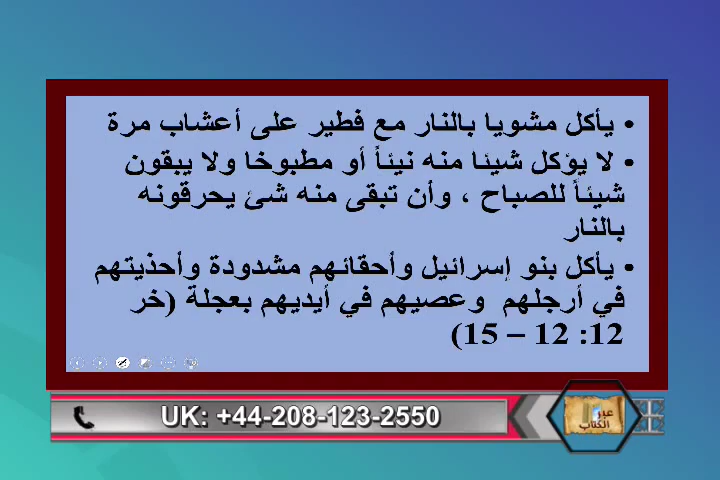 • يأكل مشويا بالنار مع فطير على أعشاب مرة
• لا يؤكل شيئا منه نيئاً أو مطبوخا ولا يبقون
شيئاً للصباح ، وأن تبقى منه شئ يحرقونه
بالنار
• يأكل بنو إسرائيل وأحقائهم مشدودة وأحذيتهم
في أرجلهم وعصيهم في أيديهم بعجلة (خر
12: 12 – 15)
UK: +44-208-123-2550
عبر
الكتاب